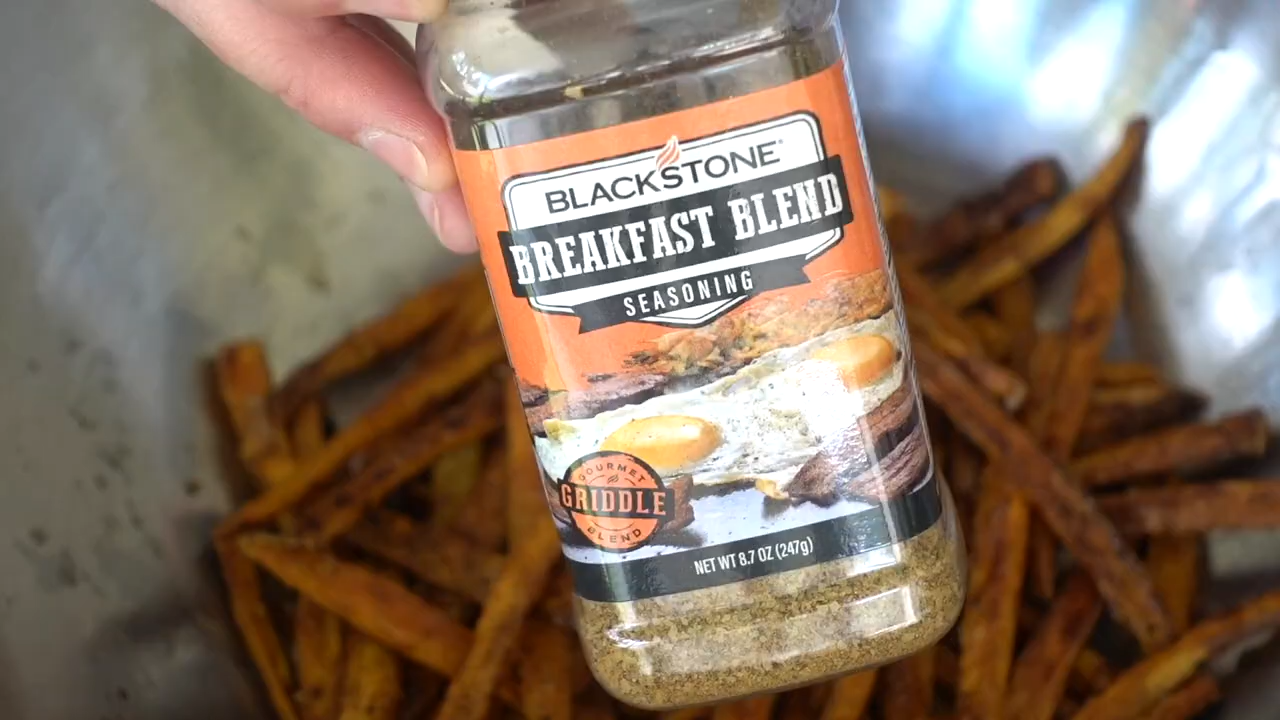 BLACKSTONE®
BREAKFAST BLEND
SEASONING
GOURMET
GRIDDLE
BLEND
NET WT 8.7 OZ (247g)